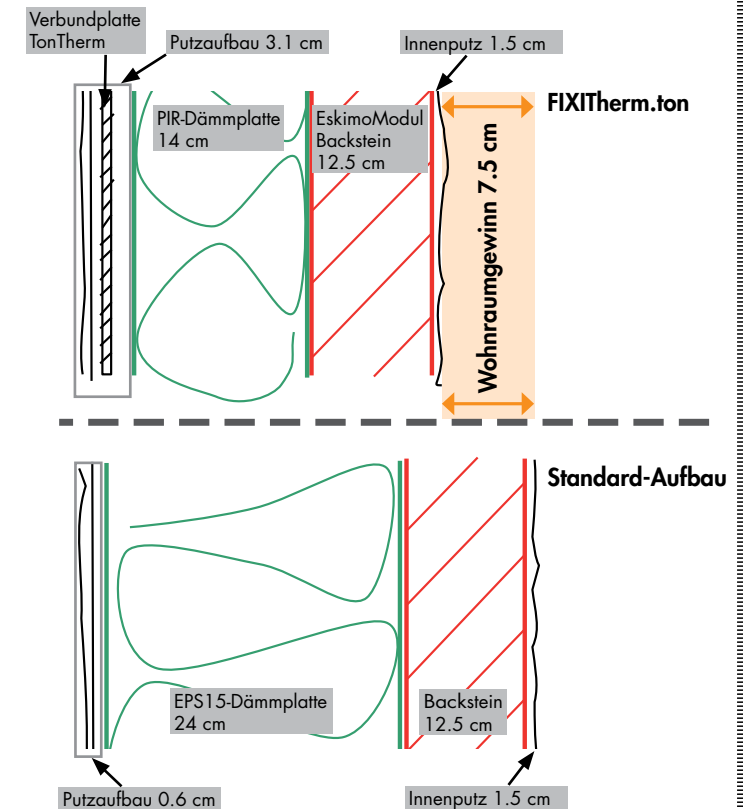 Verbundplatte
TonTherm
Putzaufbau 3.1 cm
Innenputz 1.5 cm
FIXITherm.ton
PIR-Dämmplatte
14 cm
EskimoModul
Backstein
12.5 cm
Wohnraumgewinn 7.5 cm
Standard-Aufbau
EPS15-Dämmplatte
24 cm
Backstein
12.5 cm
Putzaufbau 0.6 cm
Innenputz 1.5 cm